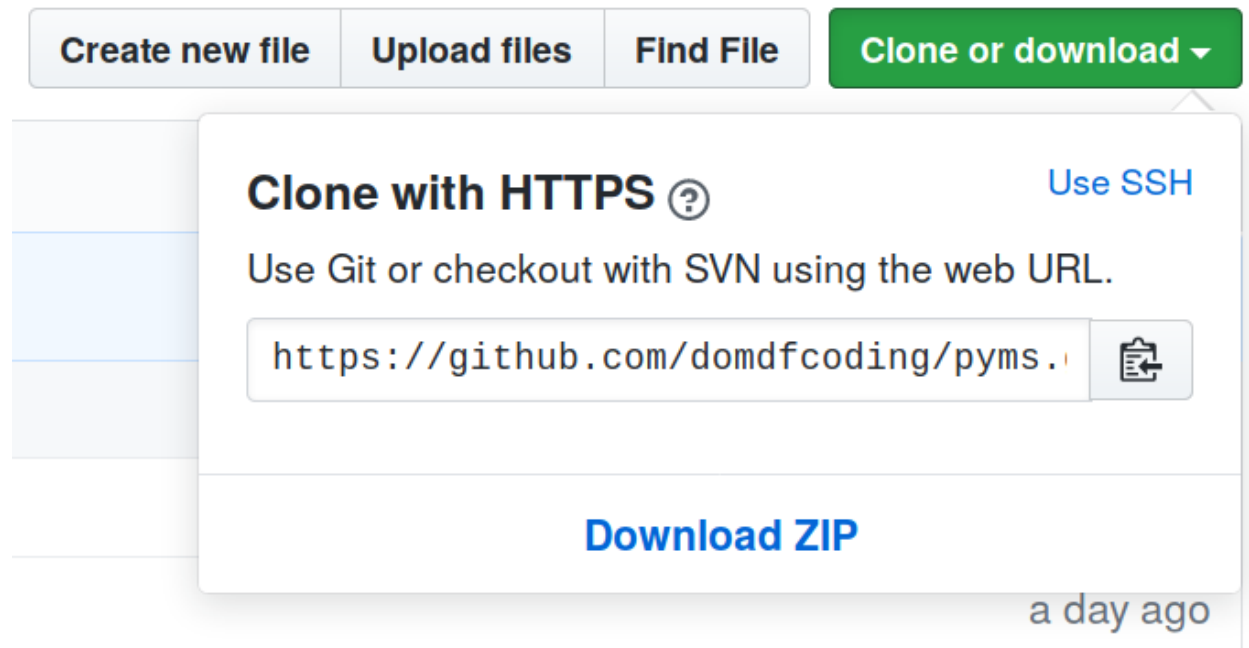 Create new file Upload files Find File Clone or download
Clone with HTTPS ?
Use SSH
Use Git or checkout with SVN using the web URL.
https://github.com/domdfcoding/pyms.
Download ZIP
a day ago